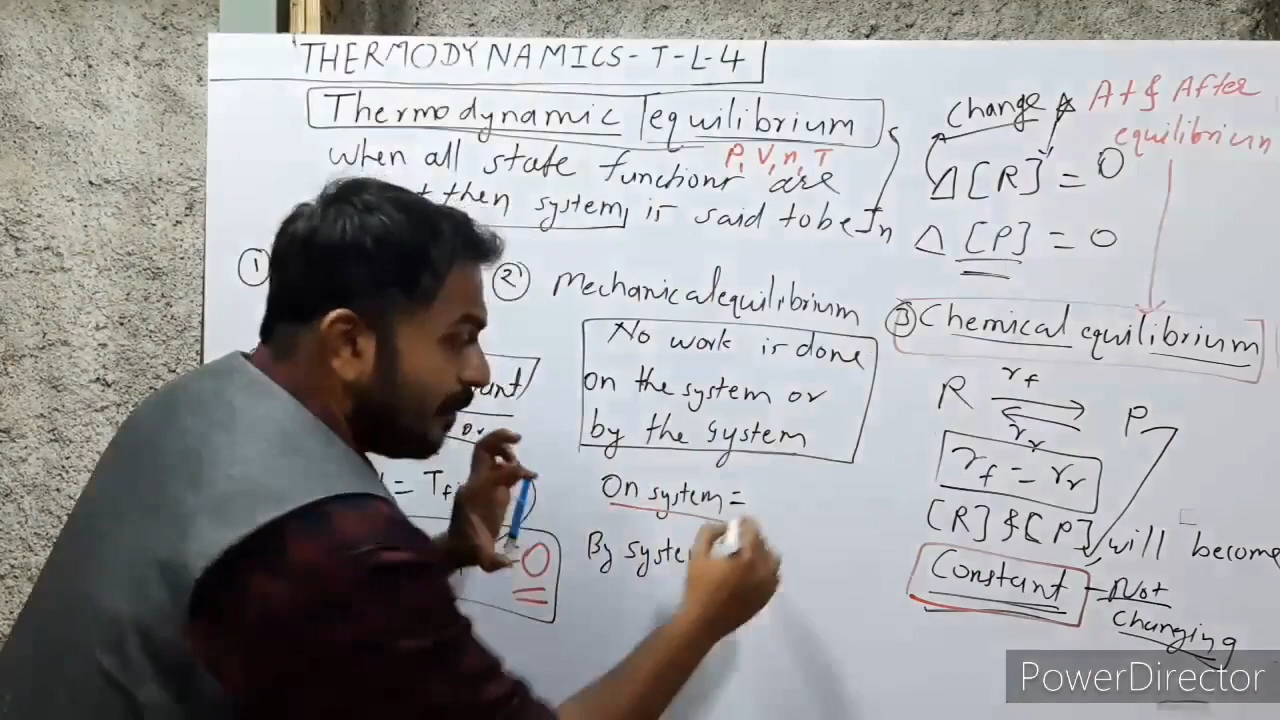 THERMODYNAMICS-T-L-4
Thermodynamic equilibrium
P, V, n, T
when all state functions are
then system, is said to be In
change
At & After
equilibrium
Δ[R] = 0
Δ[P] = 0
①
② Mechanical equilibrium
No work is done
on the system or
by the system
On system =
By
= T
0
③ Chemical equilibrium
R ⇌ P
rf
rr
rf = rr
[R] & [P] will become
Constant - Not
changing
PowerDirector